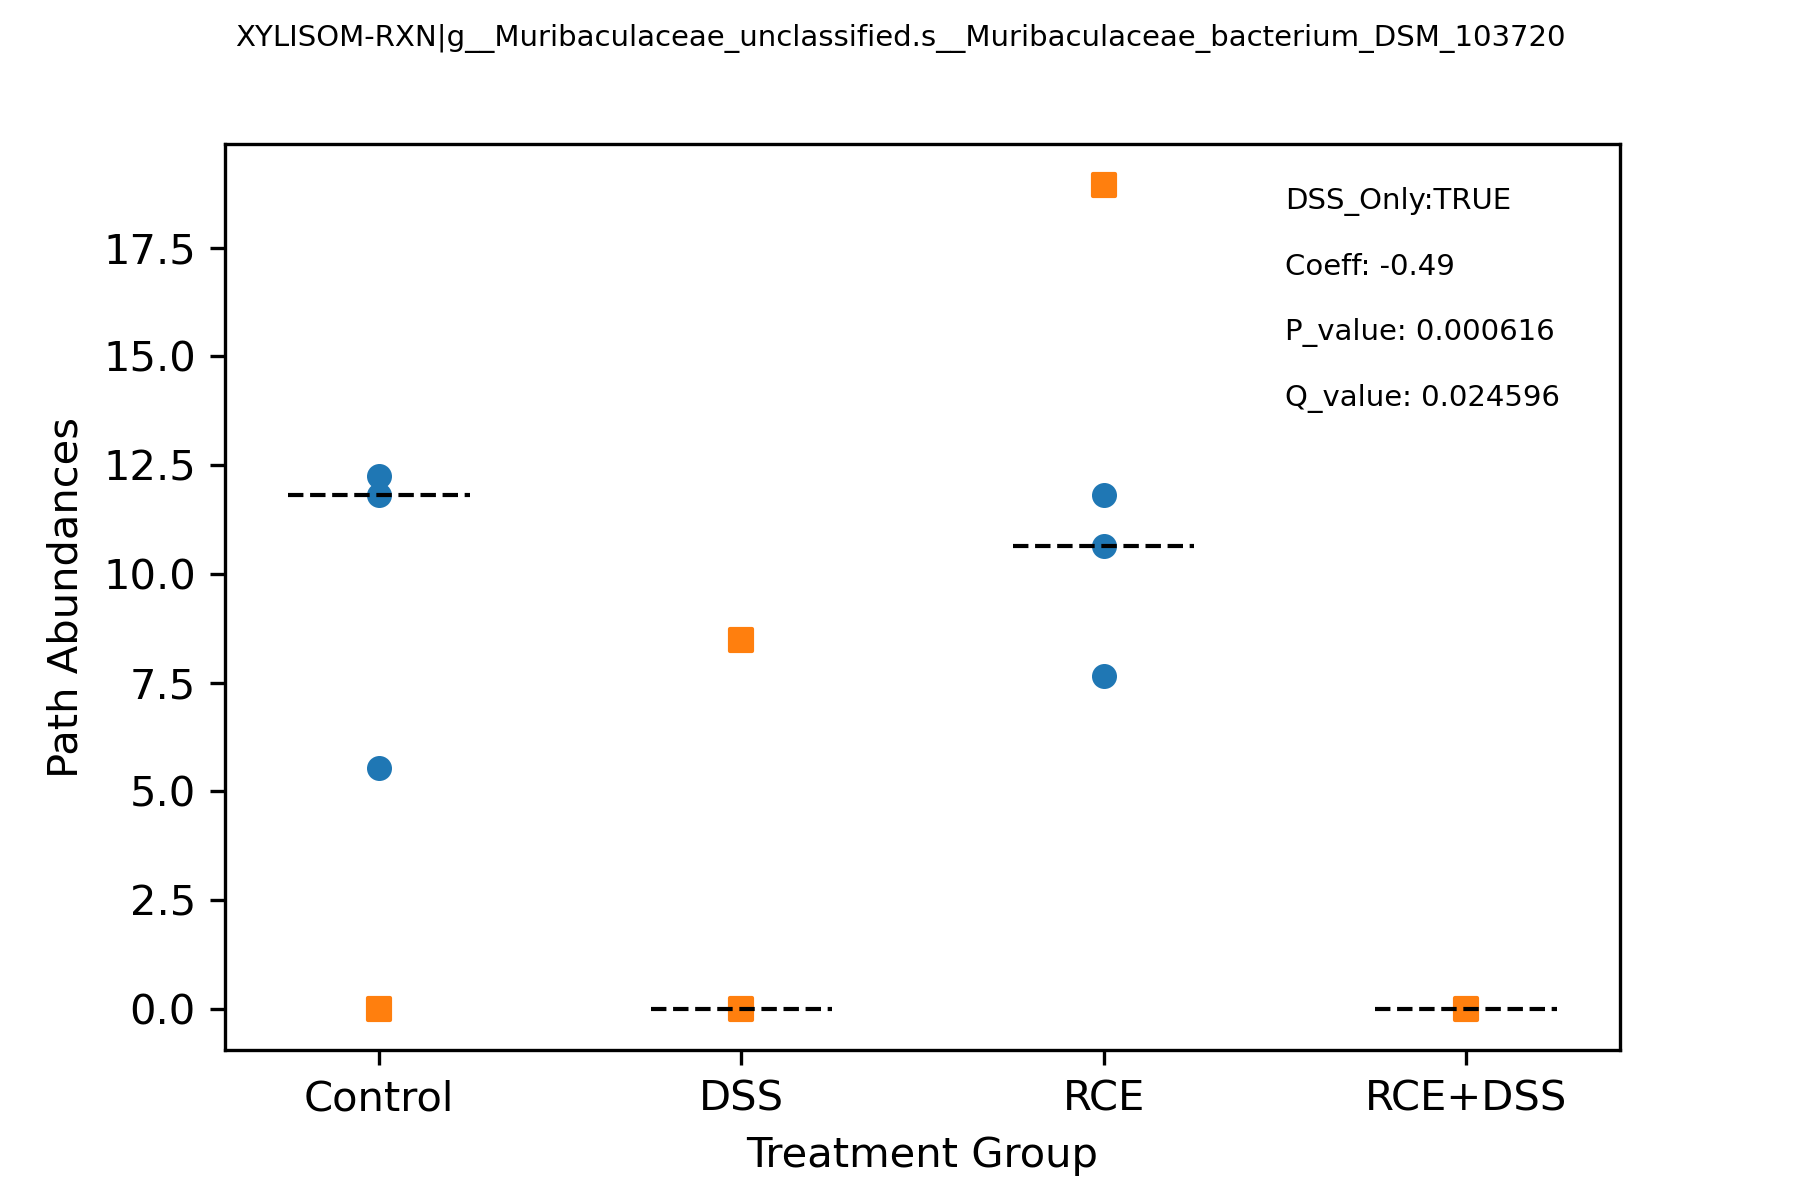 XYLISOM-RXN|g__Muribaculaceae_unclassified.s__Muribaculaceae_bacterium_DSM_103720
DSS_Only:TRUE
Coeff: -0.49
P_value: 0.000616
Q_value: 0.024596
Path Abundances
17.5
15.0
12.5
10.0
7.5
5.0
2.5
0.0
Control DSS RCE RCE+DSS
Treatment Group